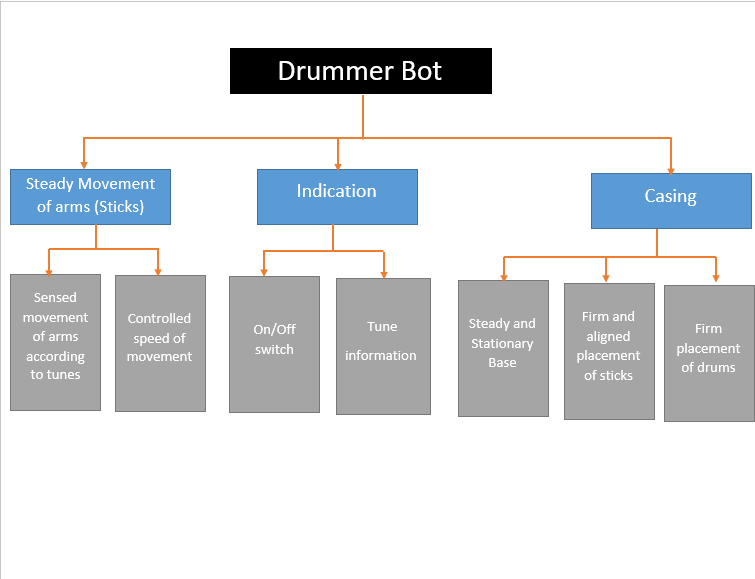 Drummer Bot
Steady Movement
of arms (Sticks)
Indication
Casing
Sensed
movement
of arms
according
to tunes
Controlled
speed of
movement
On/Off
switch
Tune
information
Steady and
Stationary
Base
Firm and
aligned
placement
of sticks
Firm
placement
of drums